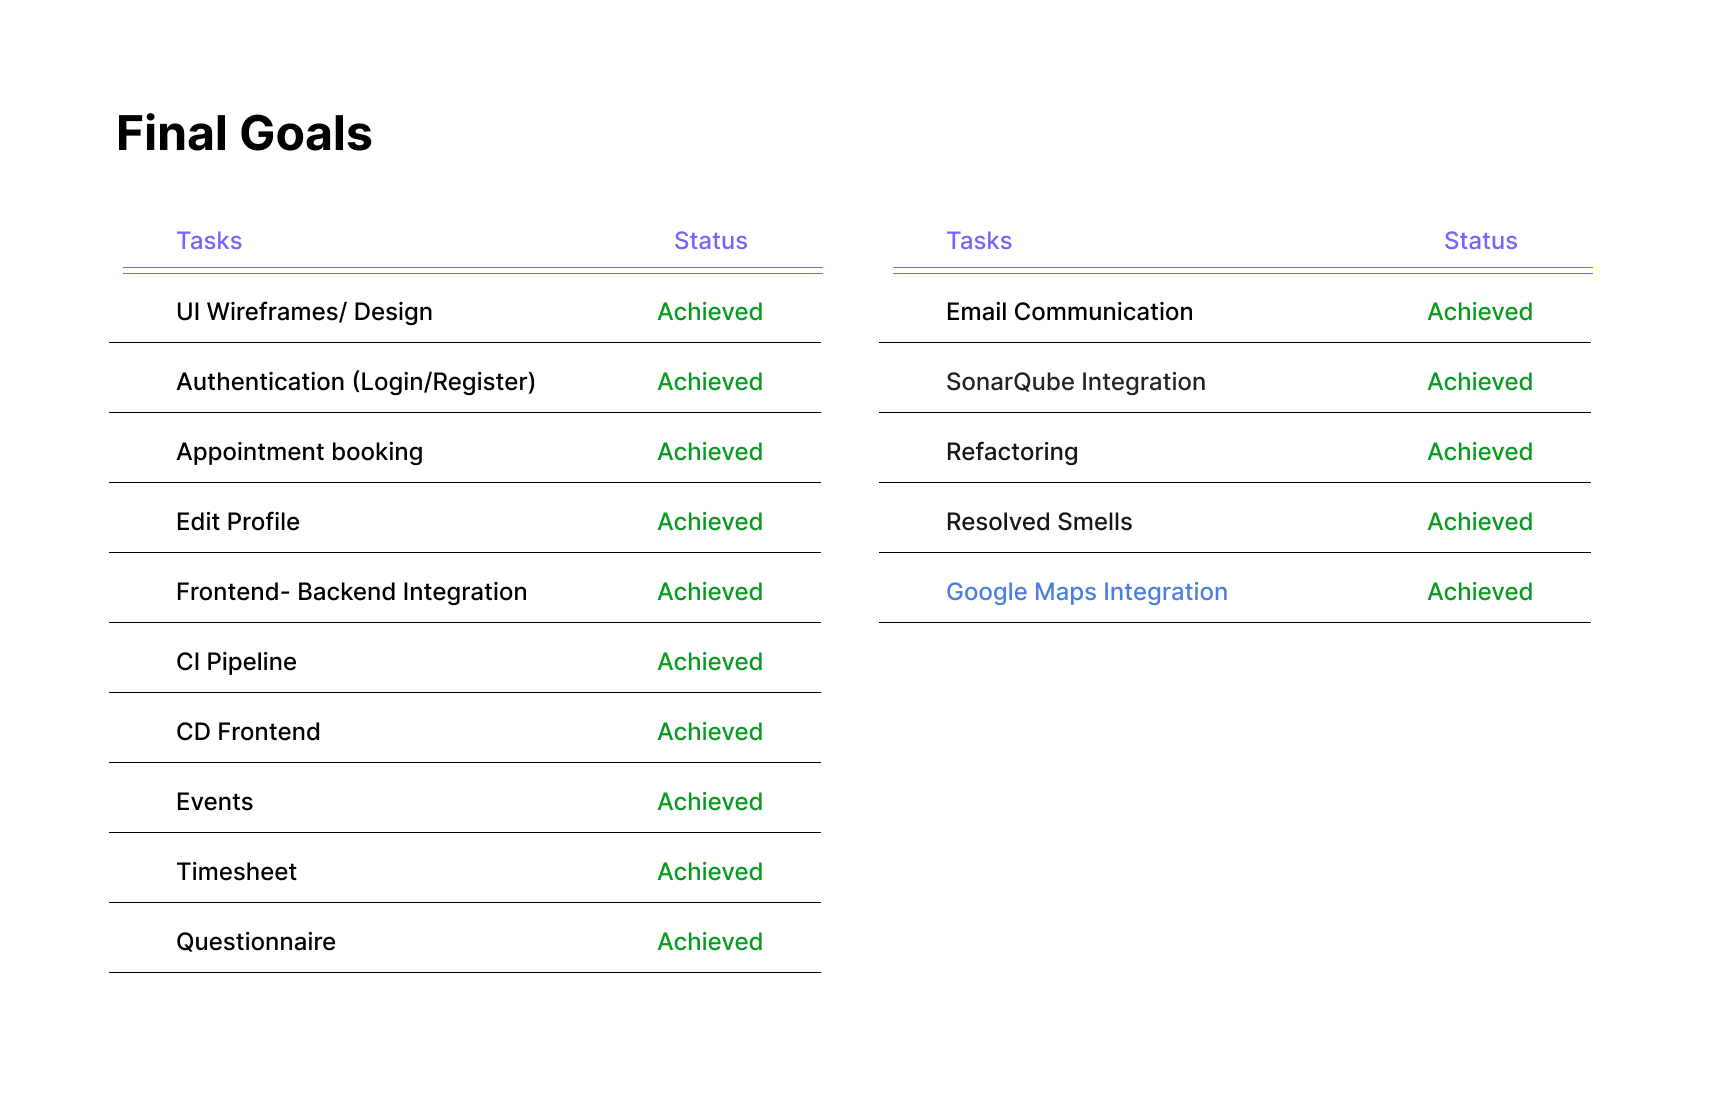 Final Goals
Tasks Status
UI Wireframes/ Design Achieved
Authentication (Login/Register) Achieved
Appointment booking Achieved
Edit Profile Achieved
Frontend- Backend Integration Achieved
CI Pipeline Achieved
CD Frontend Achieved
Events Achieved
Timesheet Achieved
Questionnaire Achieved
Tasks Status
Email Communication Achieved
SonarQube Integration Achieved
Refactoring Achieved
Resolved Smells Achieved
Google Maps Integration Achieved